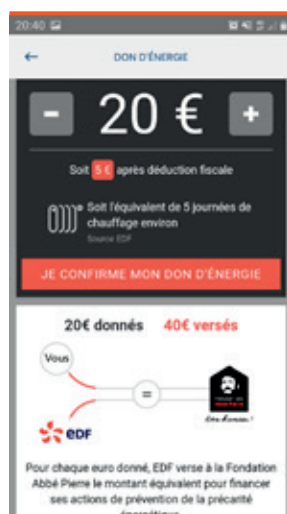 20:40
DON D'ÉNERGIE
- 20 € +
Soit 5 € après déduction fiscale
Soit l'équivalent de 5 journées de
chauffage environ
Source EDF
JE CONFIRME MON DON D'ÉNERGIE
20€ donnés 40€ versés
Vous
=
EDF
Pour chaque euro donné, EDF verse à la Fondation
Abbé Pierre le montant équivalent pour financer
ses actions de prévention de la précarité
énergétique